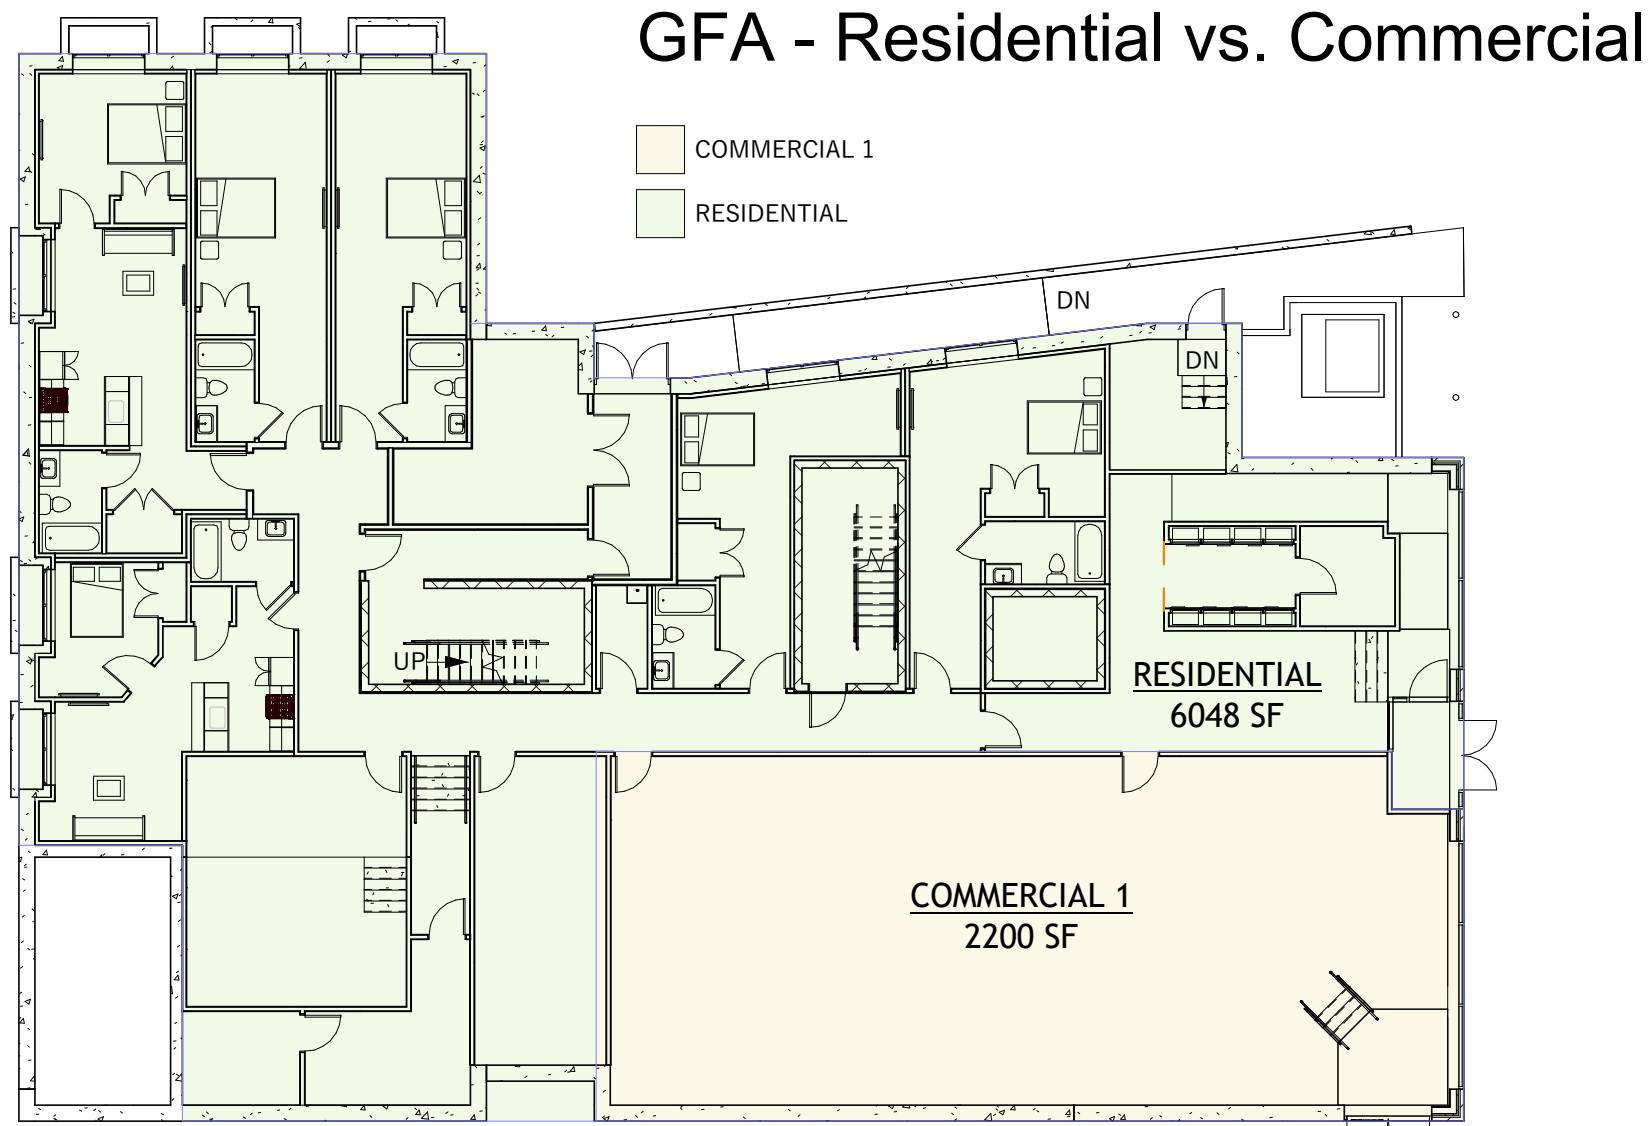 GFA - Residential vs. Commercial
COMMERCIAL 1
RESIDENTIAL
DN
DN
UP
RESIDENTIAL
6048 SF
COMMERCIAL 1
2200 SF